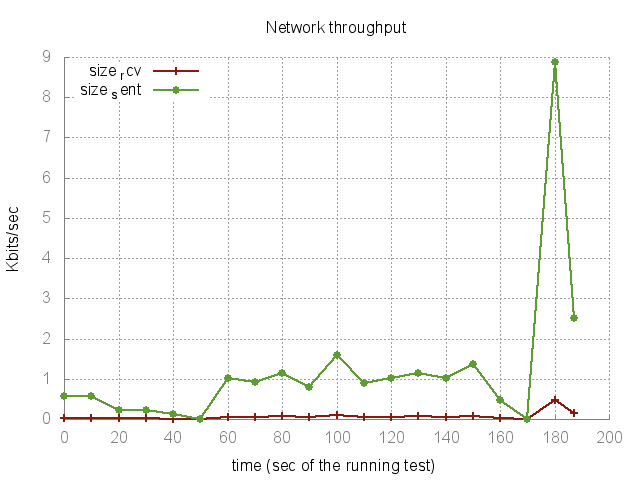 Network throughput
size rcv
size sent
9
8
7
6
5
4
3
2
1
0
Kbits/sec
0 20 40 60 80 100 120 140 160 180 200
time (sec of the running test)